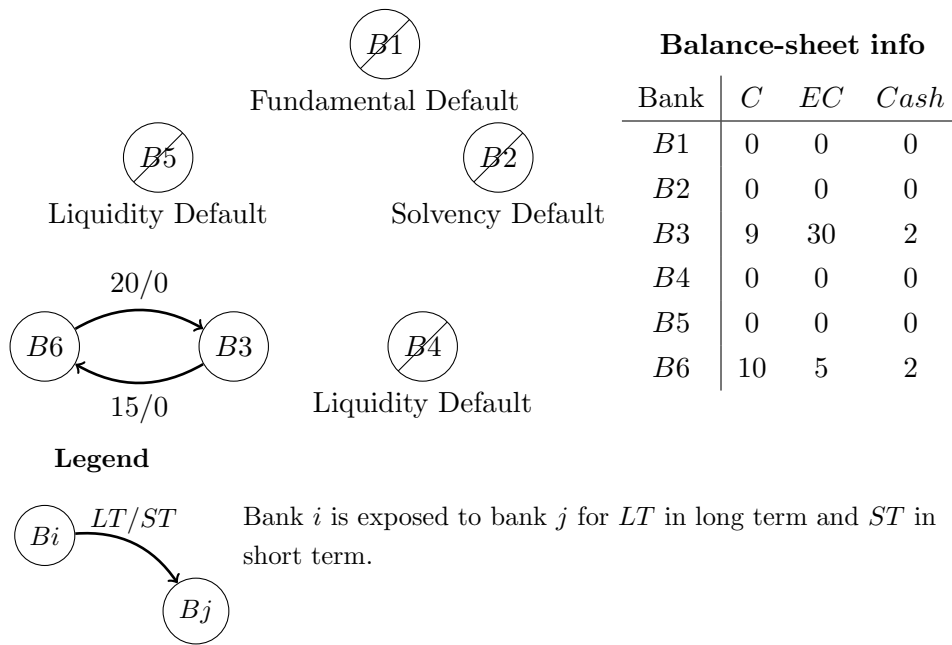 B1
Fundamental Default
B5
Liquidity Default
B2
Solvency Default
20/0
B6
B3
15/0
B4
Liquidity Default
Balance-sheet info
Bank C EC Cash
B1 0 0 0
B2 0 0 0
B3 9 30 2
B4 0 0 0
B5 0 0 0
B6 10 5 2
Legend
Bi
LT/ST
Bj
Bank i is exposed to bank j for LT in long term and ST in
short term.